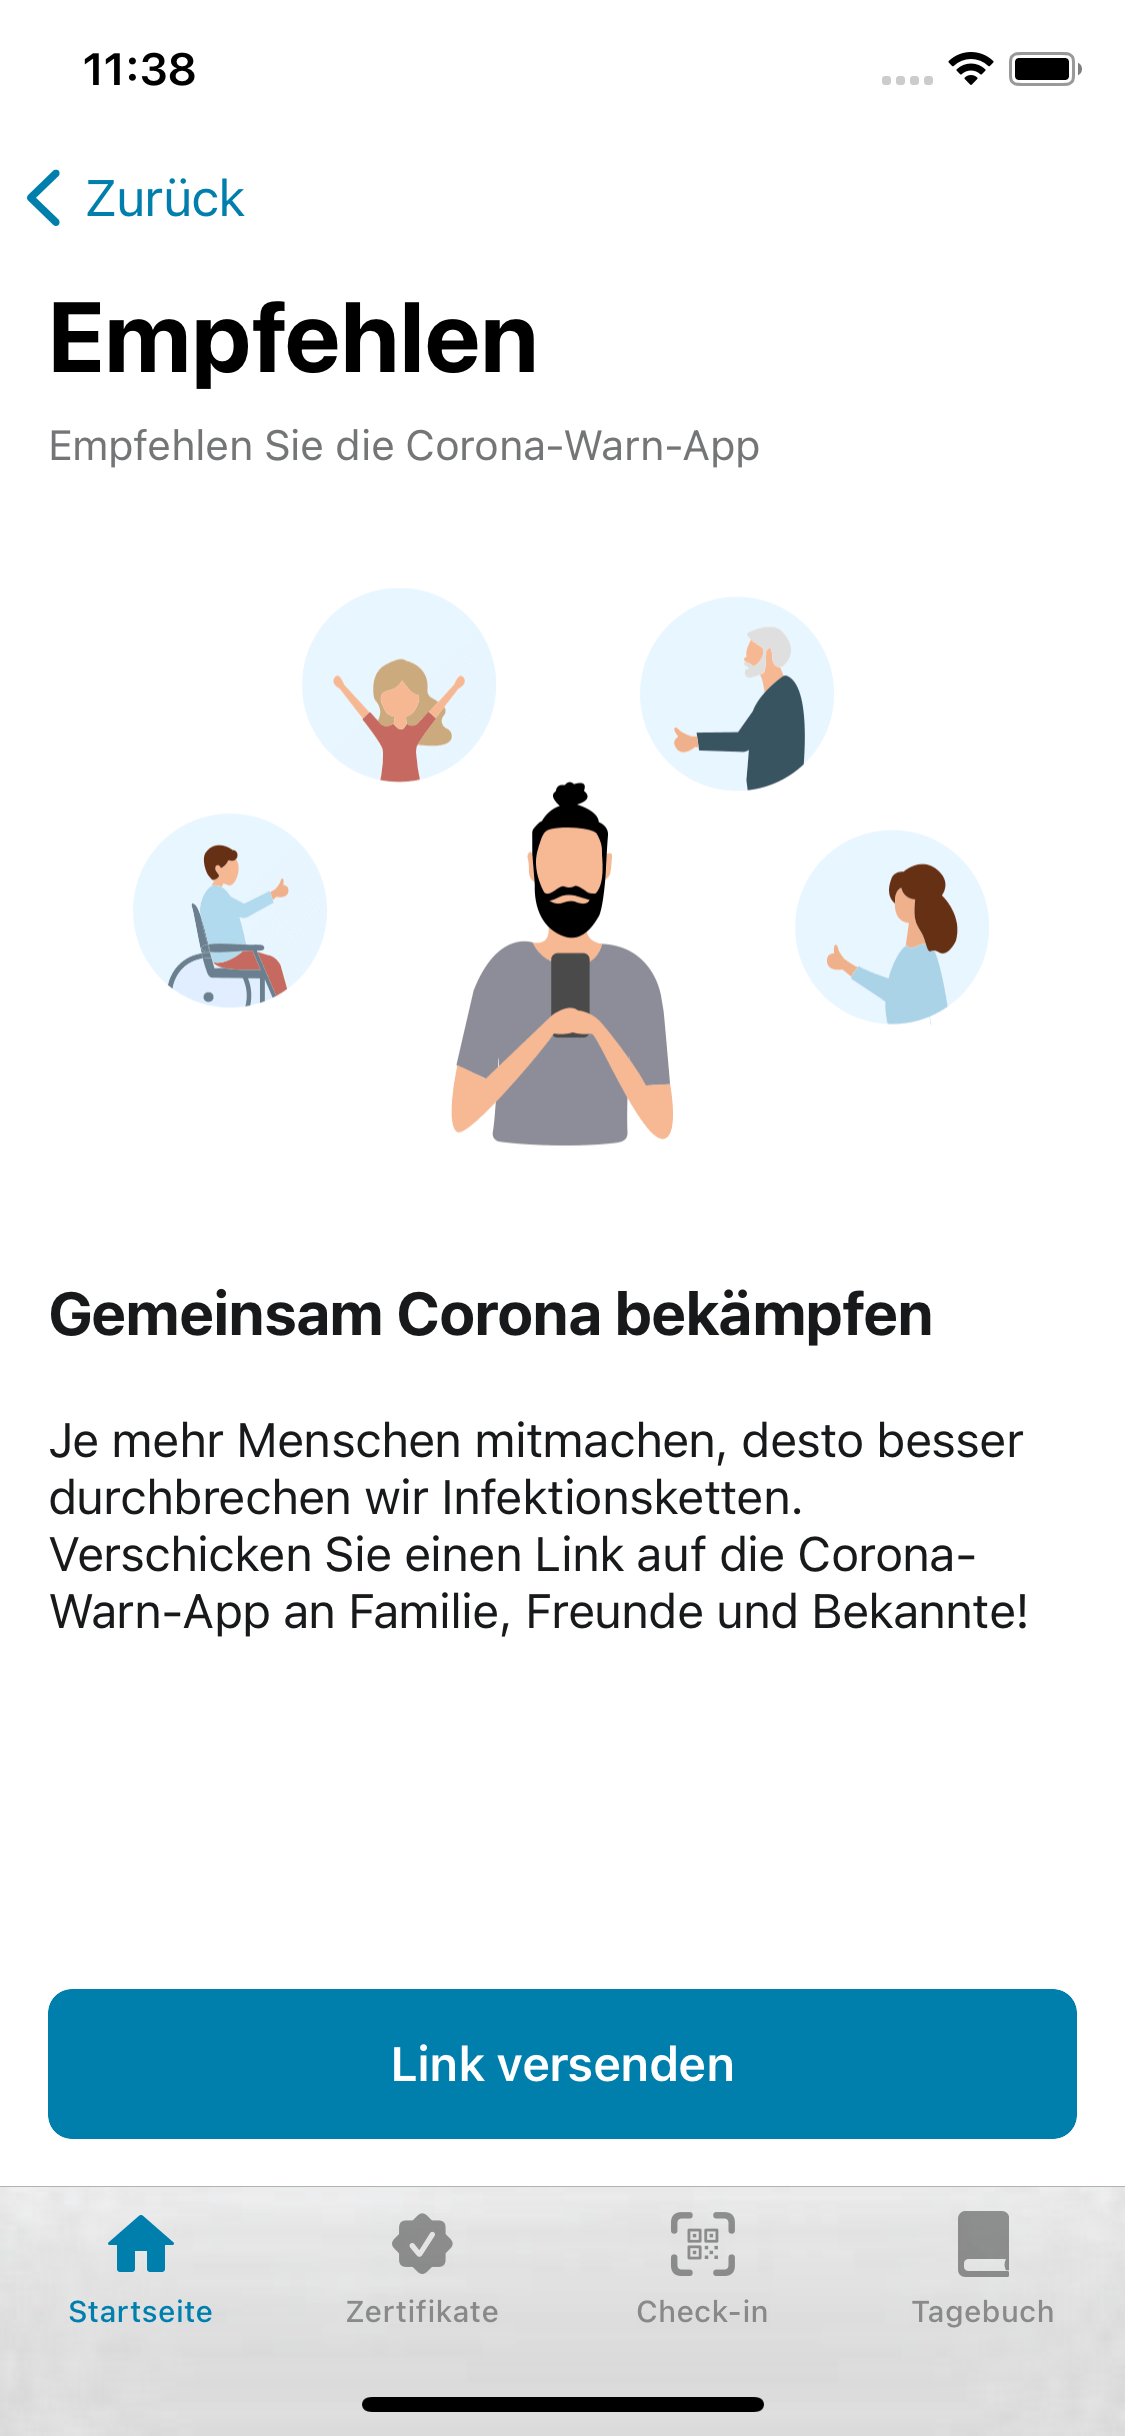 11:38
Zurück
Empfehlen
Empfehlen Sie die Corona-Warn-App
Gemeinsam Corona bekämpfen
Je mehr Menschen mitmachen, desto besser
durchbrechen wir Infektionsketten.
Verschicken Sie einen Link auf die Corona-
Warn-App an Familie, Freunde und Bekannte!
Link versenden
Startseite
Zertifikate
Check-in
Tagebuch